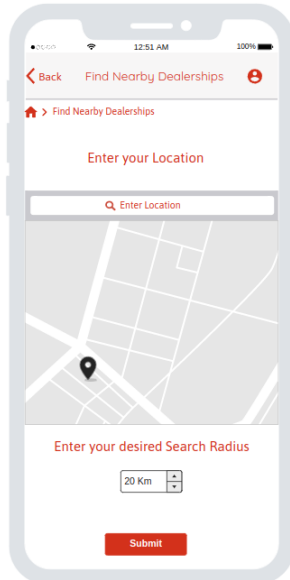 12:51 AM
100%
Back
Find Nearby Dealerships
> Find Nearby Dealerships
Enter your Location
Enter Location
Enter your desired Search Radius
20 Km
Submit